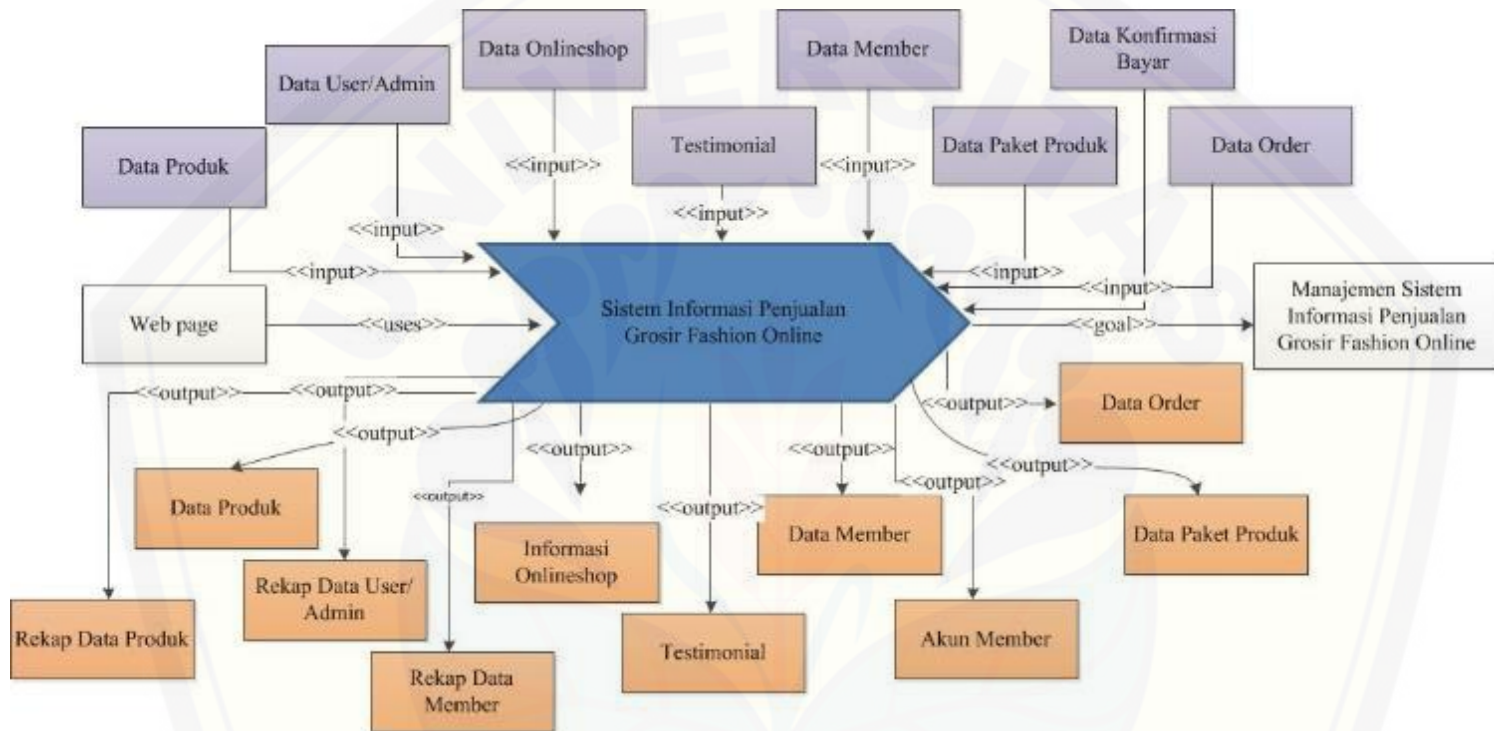 Data Onlineshop
Data Member
Data Konfirmasi
Bayar
Data User/Admin
Testimonial
Data Paket Produk
Data Order
Data Produk
<<input>>
<<input>>
<<input>>
<<input>>
<<input>>
<<input>>
<<input>>
<<input>>
Web page
<<uses>>
Sistem Informasi Penjualan
Grosir Fashion Online
<<goal>>
Manajemen Sistem
Informasi Penjualan
Grosir Fashion Online
<<output>>
<<output>>
<<output>>
<<output>>
<<output>>
<<output>>
<<output>>
<<output>>
<<output>>
<<output>>
Data Order
Data Produk
Data Member
Data Paket Produk
Informasi
Onlineshop
Rekap Data User/
Admin
Rekap Data Produk
Testimonial
Akun Member
Rekap Data
Member
UNIVERSITAS